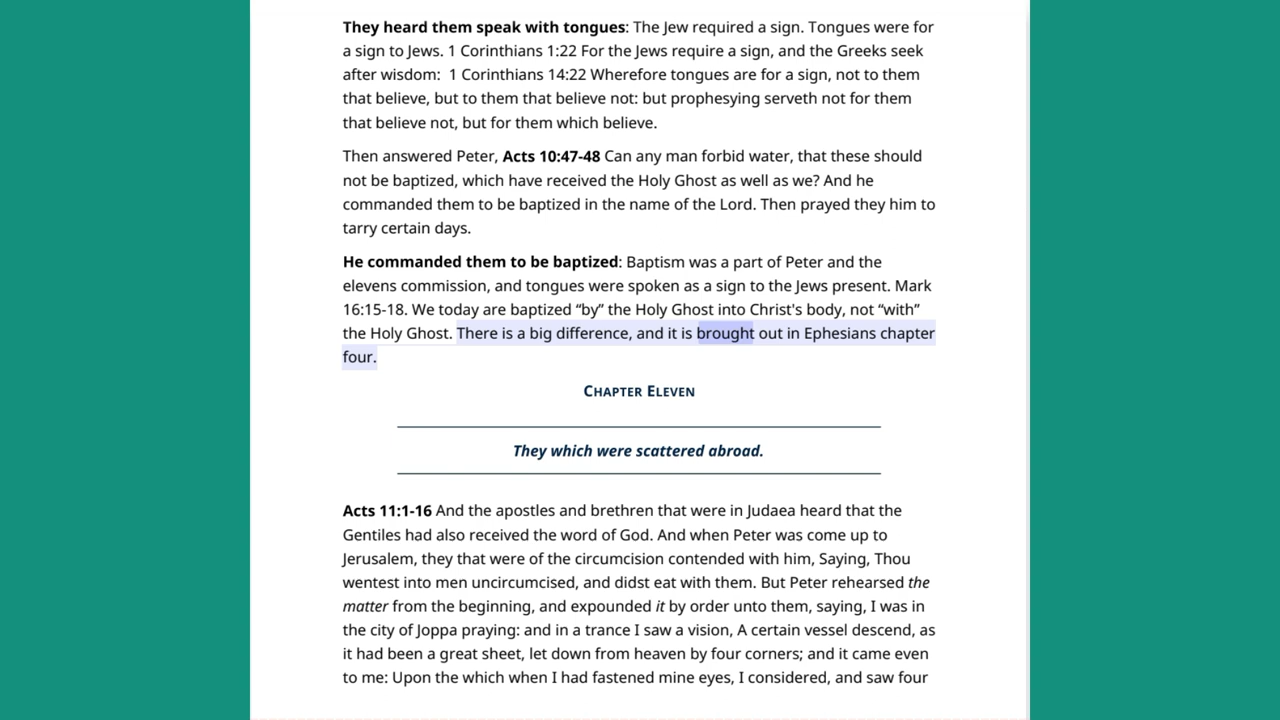 They heard them speak with tongues: The Jew required a sign. Tongues were for
a sign to Jews. 1 Corinthians 1:22 For the Jews require a sign, and the Greeks seek
after wisdom:  1 Corinthians 14:22 Wherefore tongues are for a sign, not to them
that believe, but to them that believe not: but prophesying serveth not for them
that believe not, but for them which believe.
Then answered Peter, Acts 10:47-48 Can any man forbid water, that these should
not be baptized, which have received the Holy Ghost as well as we? And he
commanded them to be baptized in the name of the Lord. Then prayed they him to
tarry certain days.
He commanded them to be baptized: Baptism was a part of Peter and the
elevens commission, and tongues were spoken as a sign to the Jews present. Mark
16:15-18. We today are baptized “by” the Holy Ghost into Christ's body, not “with”
the Holy Ghost. There is a big difference, and it is brought out in Ephesians chapter
four.
Chapter Eleven
They which were scattered abroad.
Acts 11:1-16 And the apostles and brethren that were in Judaea heard that the
Gentiles had also received the word of God. And when Peter was come up to
Jerusalem, they that were of the circumcision contended with him, Saying, Thou
wentest into men uncircumcised, and didst eat with them. But Peter rehearsed the
matter from the beginning, and expounded it by order unto them, saying, I was in
the city of Joppa praying: and in a trance I saw a vision, A certain vessel descend, as
it had been a great sheet, let down from heaven by four corners; and it came even
to me: Upon the which when I had fastened mine eyes, I considered, and saw four